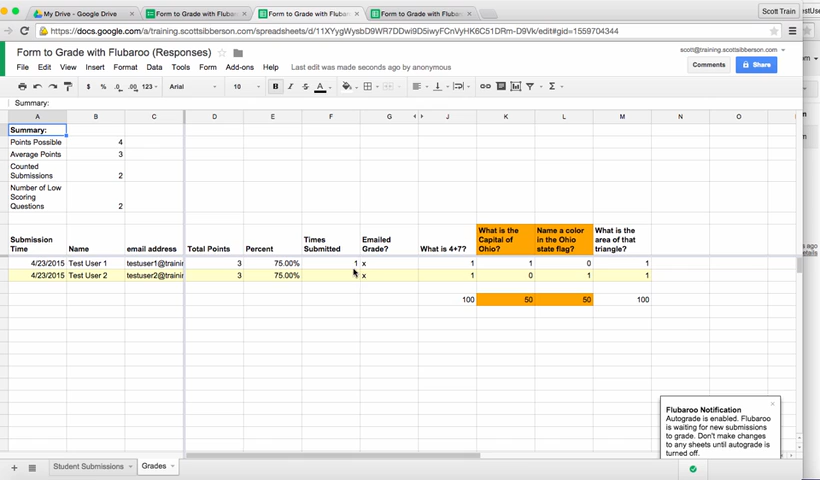 My Drive - Google Drive
Form to Grade with Flubaroo
Form to Grade with Flubaroo
Form to Grade with Flubaroo
Scott Train
https://docs.google.com/a/training.scottsibberson.com/spreadsheets/d/11XYygWysbD9WR7DDwi9D5iwyFCnVyHK6C51DRm-D9Vk/edit#gid=1559704344
Form to Grade with Flubaroo (Responses)
scott@training.scottsibberson.com
File Edit View Insert Format Data Tools Form Add-ons Help Last edit was made seconds ago by anonymous
Comments Share
$ % .0 .00 123 Arial 10 B I S A
Summary:
A B C D E F G J K L M N O P
Summary:
Points Possible 4
Average Points 3
Counted
Submissions 2
Number of Low
Scoring
Questions 2
Submission
Time Name email address Total Points Percent Times
Submitted Emailed
Grade? What is 4+7? What is the
Capital of
Ohio? Name a color
in the Ohio
state flag? What is the
area of that
triangle?
4/23/2015 Test User 1 testuser1@trainin 3 75.00% 1 x 1 1 0 1
4/23/2015 Test User 2 testuser2@trainin 3 75.00% x 1 0 1 1
100 50 50 100
Flubaroo Notification
Autograde is enabled. Flubaroo
is waiting for new submissions
to grade. Don't make changes
to any sheets until autograde is
turned off.
Student Submissions Grades